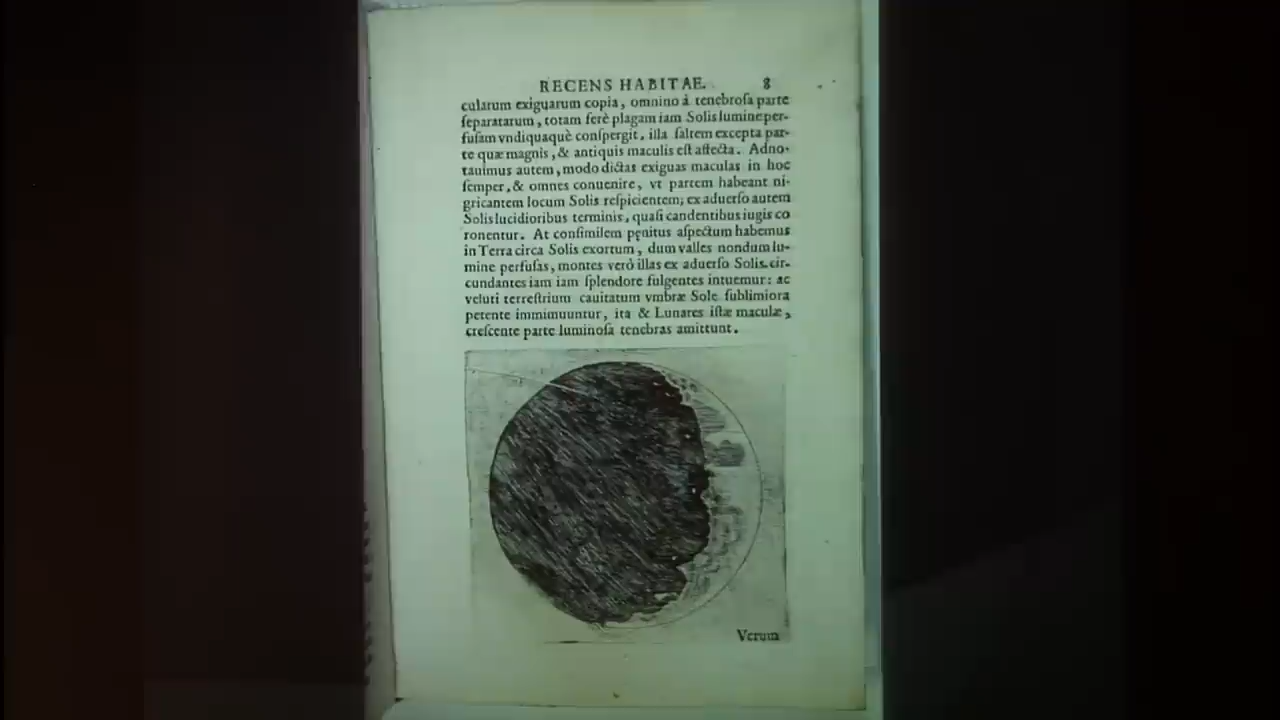 RECENS HABITAE. 8
cularum exiguarum copia, omnino à tenebroſa parte
ſeparatarum, totam ferè plagam iam Solis lumine per-
fuſam vndiquaquè conſpergit, illa ſaltem excepta par-
te quæ magnis, & antiquis maculis eſt affecta. Adno-
tauimus autem, modo dictas exiguas maculas in hoc
ſemper, & omnes conuenire, vt partem habeant ni-
gricantem locum Solis reſpicientem; ex aduerſo autem
Solis lucidioribus terminis, quaſi candentibus iugis co
ronentur. At conſimilem pęnitus aſpectum habemus
in Terra circa Solis exortum, dum valles nondum lu-
mine perfuſas, montes verò illas ex aduerſo Solis cir-
cundantes iam iam ſplendore fulgentes intuemur: ac
veluti terreſtrium cauitatum vmbræ Sole ſublimiora
petente imminuuntur, ita & Lunares iſtæ maculæ,
creſcente parte luminoſa tenebras amittunt.
Verum